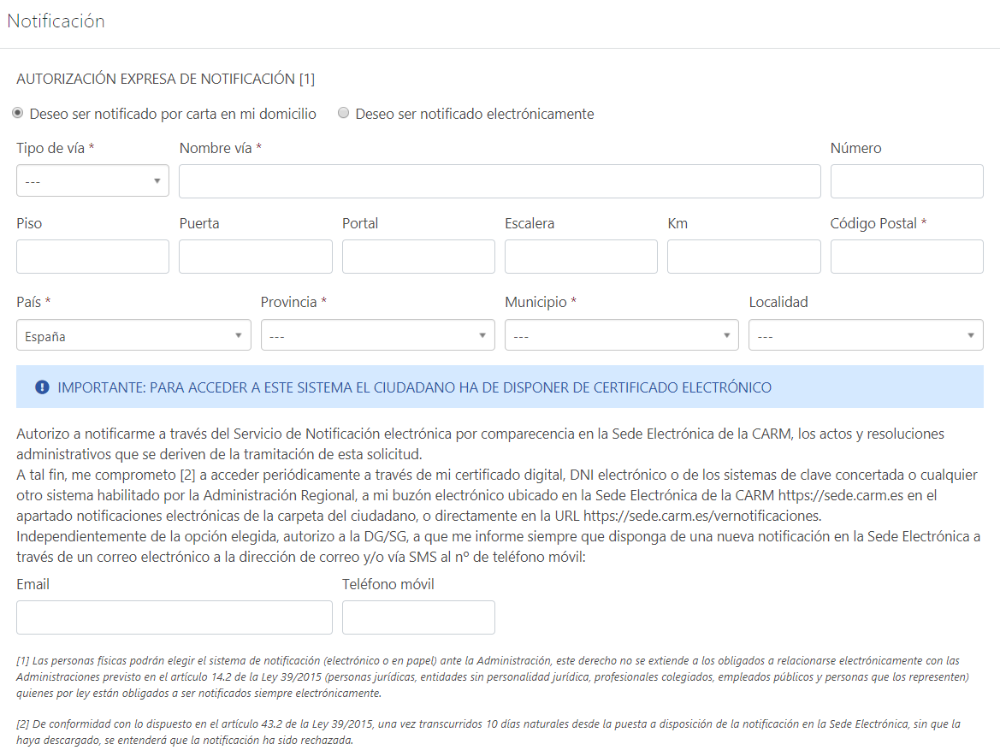 Notificación
AUTORIZACIÓN EXPRESA DE NOTIFICACIÓN [1]
Deseo ser notificado por carta en mi domicilio Deseo ser notificado electrónicamente
Tipo de vía * Nombre vía * Número
---
Piso Puerta Portal Escalera Km Código Postal *
País * Provincia * Municipio * Localidad
España --- --- ---
IMPORTANTE: PARA ACCEDER A ESTE SISTEMA EL CIUDADANO HA DE DISPONER DE CERTIFICADO ELECTRÓNICO
Autorizo a notificarme a través del Servicio de Notificación electrónica por comparecencia en la Sede Electrónica de la CARM, los actos y resoluciones
administrativos que se deriven de la tramitación de esta solicitud.
A tal fin, me comprometo [2] a acceder periódicamente a través de mi certificado digital, DNI electrónico o de los sistemas de clave concertada o cualquier
otro sistema habilitado por la Administración Regional, a mi buzón electrónico ubicado en la Sede Electrónica de la CARM https://sede.carm.es en el
apartado notificaciones electrónicas de la carpeta del ciudadano, o directamente en la URL https://sede.carm.es/vernotificaciones.
Independientemente de la opción elegida, autorizo a la DG/SG, a que me informe siempre que disponga de una nueva notificación en la Sede Electrónica a
través de un correo electrónico a la dirección de correo y/o vía SMS al nº de teléfono móvil:
Email Teléfono móvil
[1] Las personas físicas podrán elegir el sistema de notificación (electrónico o en papel) ante la Administración, este derecho no se extiende a los obligados a relacionarse electrónicamente con las
Administraciones previsto en el artículo 14.2 de la Ley 39/2015 (personas jurídicas, entidades sin personalidad jurídica, profesionales colegiados, empleados públicos y personas que los representen)
quienes por ley están obligados a ser notificados siempre electrónicamente.
[2] De conformidad con lo dispuesto en el artículo 43.2 de la Ley 39/2015, una vez transcurridos 10 días naturales desde la puesta a disposición de la notificación en la Sede Electrónica, sin que la
haya descargado, se entenderá que la notificación ha sido rechazada.